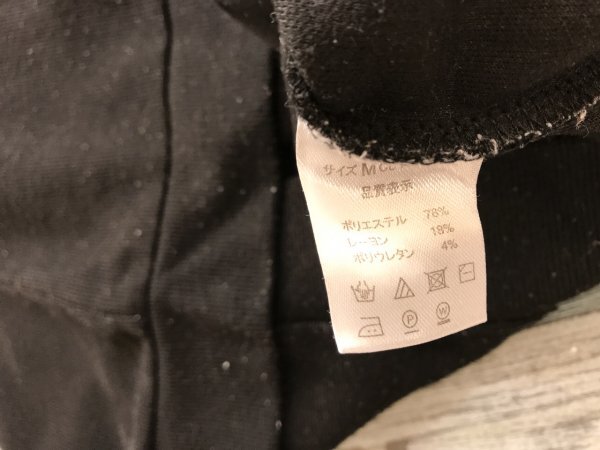 サイズ M
品質表示
ポリエステル 78%
レーヨン 18%
ポリウレタン 4%
P W